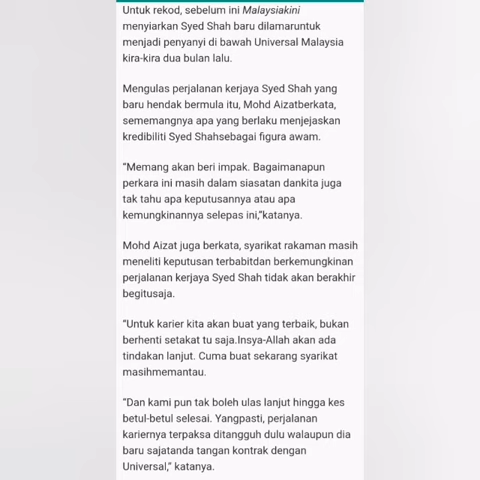 Untuk rekod, sebelum ini Malaysiakini
menyiarkan Syed Shah baru dilamaruntuk
menjadi penyanyi di bawah Universal Malaysia
kira-kira dua bulan lalu.
Mengulas perjalanan kerjaya Syed Shah yang
baru hendak bermula itu, Mohd Aizatberkata,
sememangnya apa yang berlaku menjejaskan
kredibiliti Syed Shahsebagai figura awam.
“Memang akan beri impak. Bagaimanapun
perkara ini masih dalam siasatan dankita juga
tak tahu apa keputusannya atau apa
kemungkinannya selepas ini,”katanya.
Mohd Aizat juga berkata, syarikat rakaman masih
meneliti keputusan terbabitdan berkemungkinan
perjalanan kerjaya Syed Shah tidak akan berakhir
begitusaja.
“Untuk karier kita akan buat yang terbaik, bukan
berhenti setakat tu saja.Insya-Allah akan ada
tindakan lanjut. Cuma buat sekarang syarikat
masihmemantau.
“Dan kami pun tak boleh ulas lanjut hingga kes
betul-betul selesai. Yangpasti, perjalanan
kariernya terpaksa ditangguh dulu walaupun dia
baru sajatanda tangan kontrak dengan
Universal,” katanya.